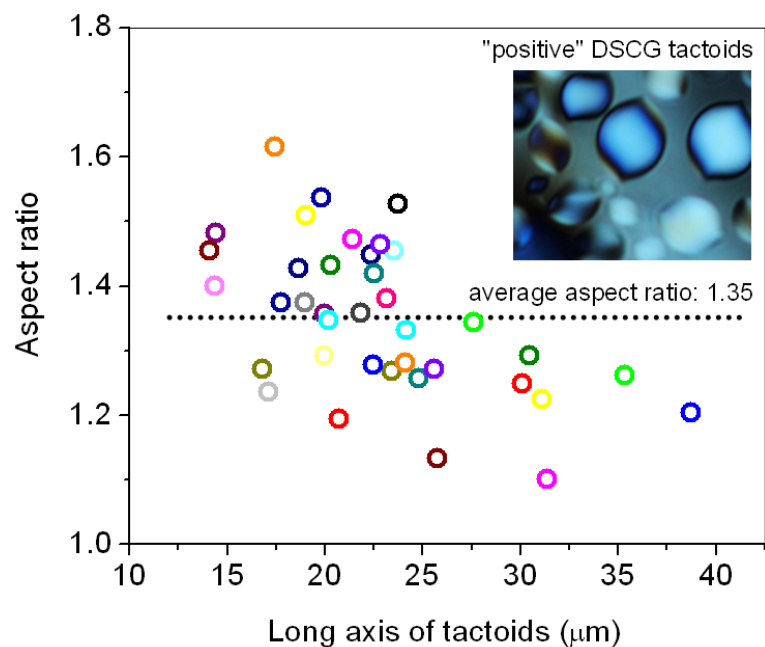 1.8
1.6
1.4
1.2
1.0
Aspect ratio
"positive" DSCG tactoids
average aspect ratio: 1.35
10 15 20 25 30 35 40
Long axis of tactoids (μm)